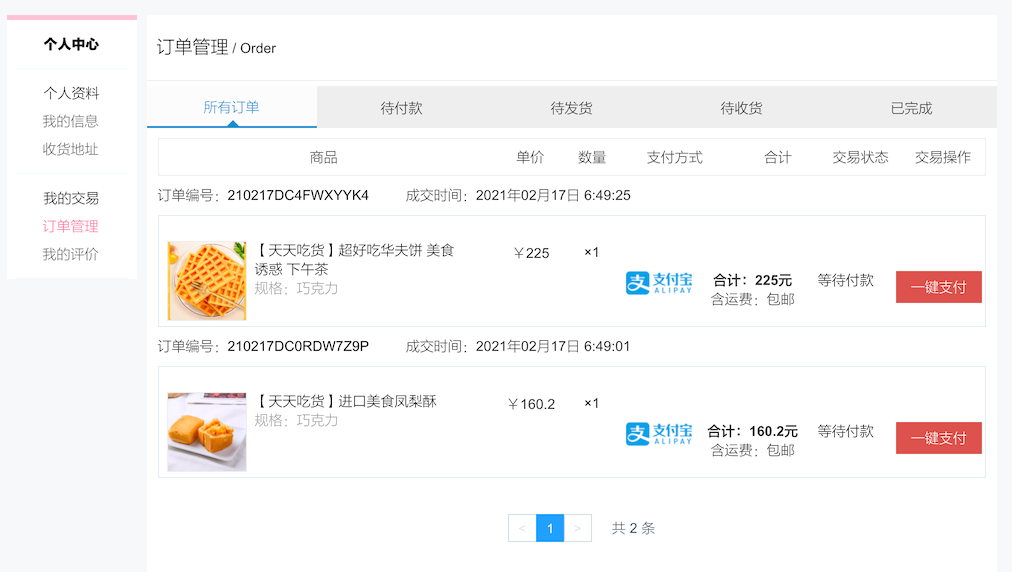 个人中心
个人资料
我的信息
收货地址
我的交易
订单管理
我的评价
订单管理 / Order
所有订单 待付款 待发货 待收货 已完成
商品 单价 数量 支付方式 合计 交易状态 交易操作
订单编号：210217DC4FWXYYK4 成交时间：2021年02月17日 6:49:25
【天天吃货】超好吃华夫饼 美食
诱惑 下午茶
规格：巧克力
￥225 ×1
支付宝
ALIPAY
合计：225元
含运费：包邮
等待付款
一键支付
订单编号：210217DC0RDW7Z9P 成交时间：2021年02月17日 6:49:01
【天天吃货】进口美食凤梨酥
规格：巧克力
￥160.2 ×1
支付宝
ALIPAY
合计：160.2元
含运费：包邮
等待付款
一键支付
< 1 > 共 2 条